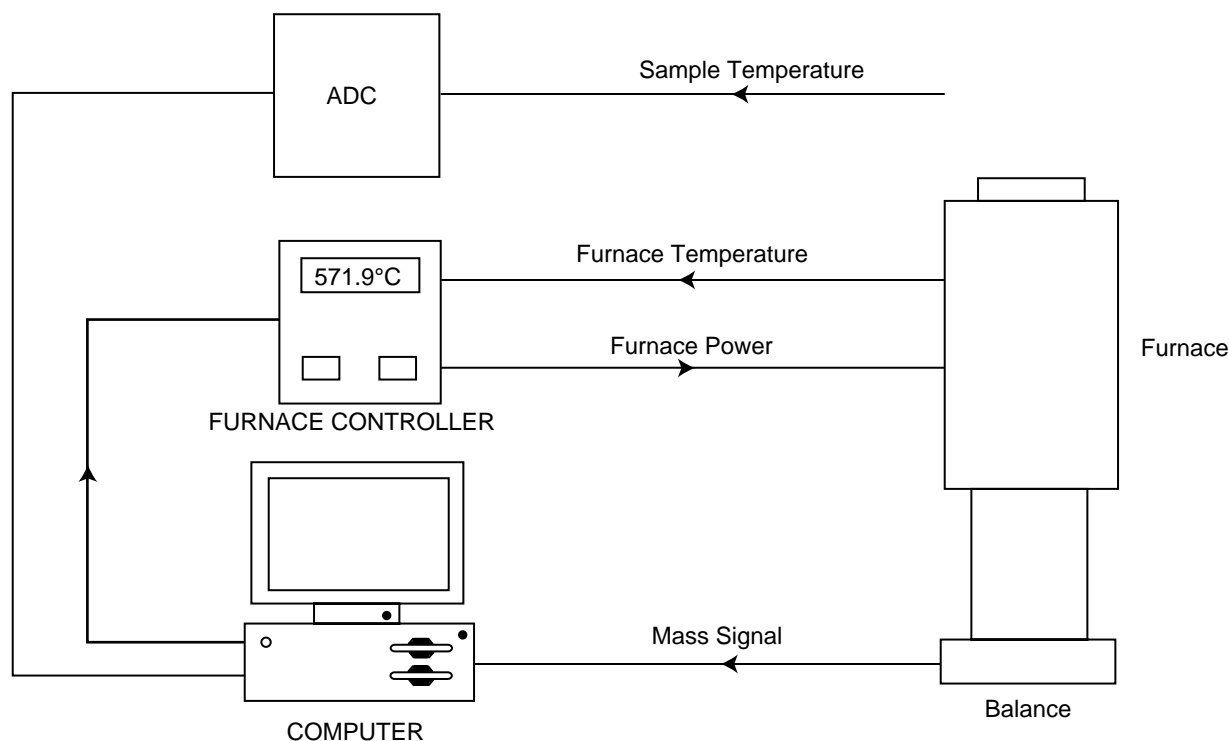 Sample Temperature
ADC
Furnace Temperature
571.9°C
Furnace Power
Furnace
FURNACE CONTROLLER
Mass Signal
Balance
COMPUTER